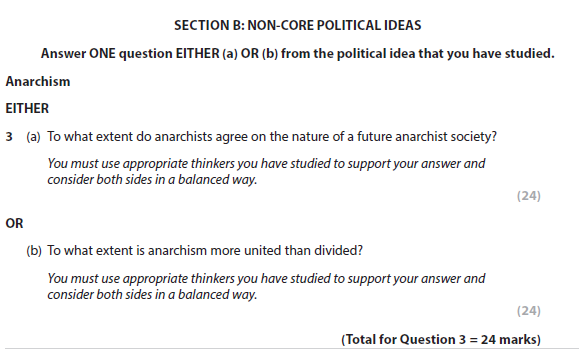 SECTION B: NON-CORE POLITICAL IDEAS
Answer ONE question EITHER (a) OR (b) from the political idea that you have studied.
Anarchism
EITHER
3 (a) To what extent do anarchists agree on the nature of a future anarchist society?
You must use appropriate thinkers you have studied to support your answer and
consider both sides in a balanced way.
(24)
OR
(b) To what extent is anarchism more united than divided?
You must use appropriate thinkers you have studied to support your answer and
consider both sides in a balanced way.
(24)
(Total for Question 3 = 24 marks)